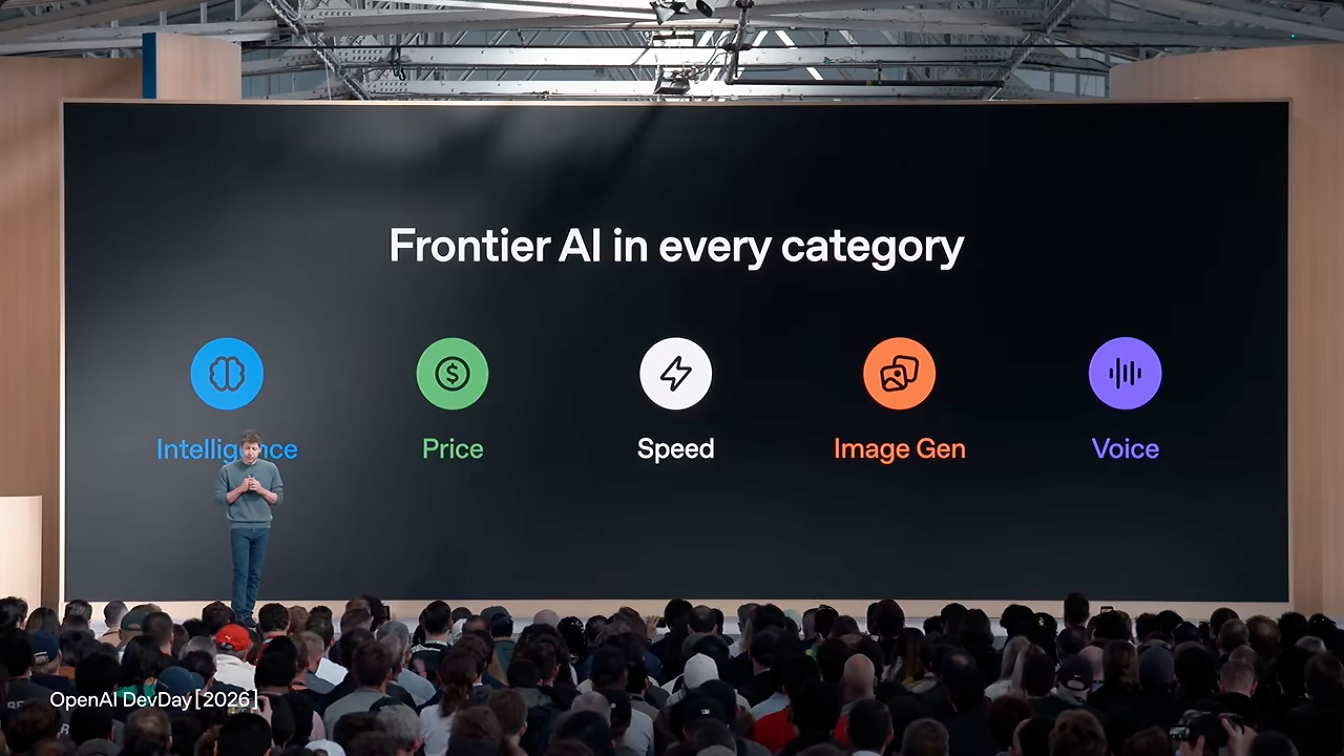 Frontier AI in every category
Intelligence
Price
Speed
Image Gen
Voice
OpenAI DevDay[2026]